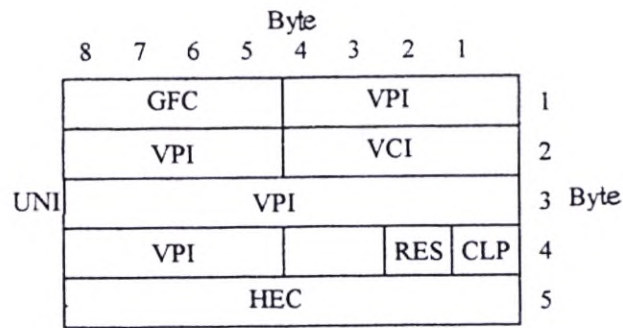 Byte
8 7 6 5 4 3 2 1
GFC VPI 1
VPI VCI 2
UNI VPI 3 Byte
VPI RES CLP 4
HEC 5